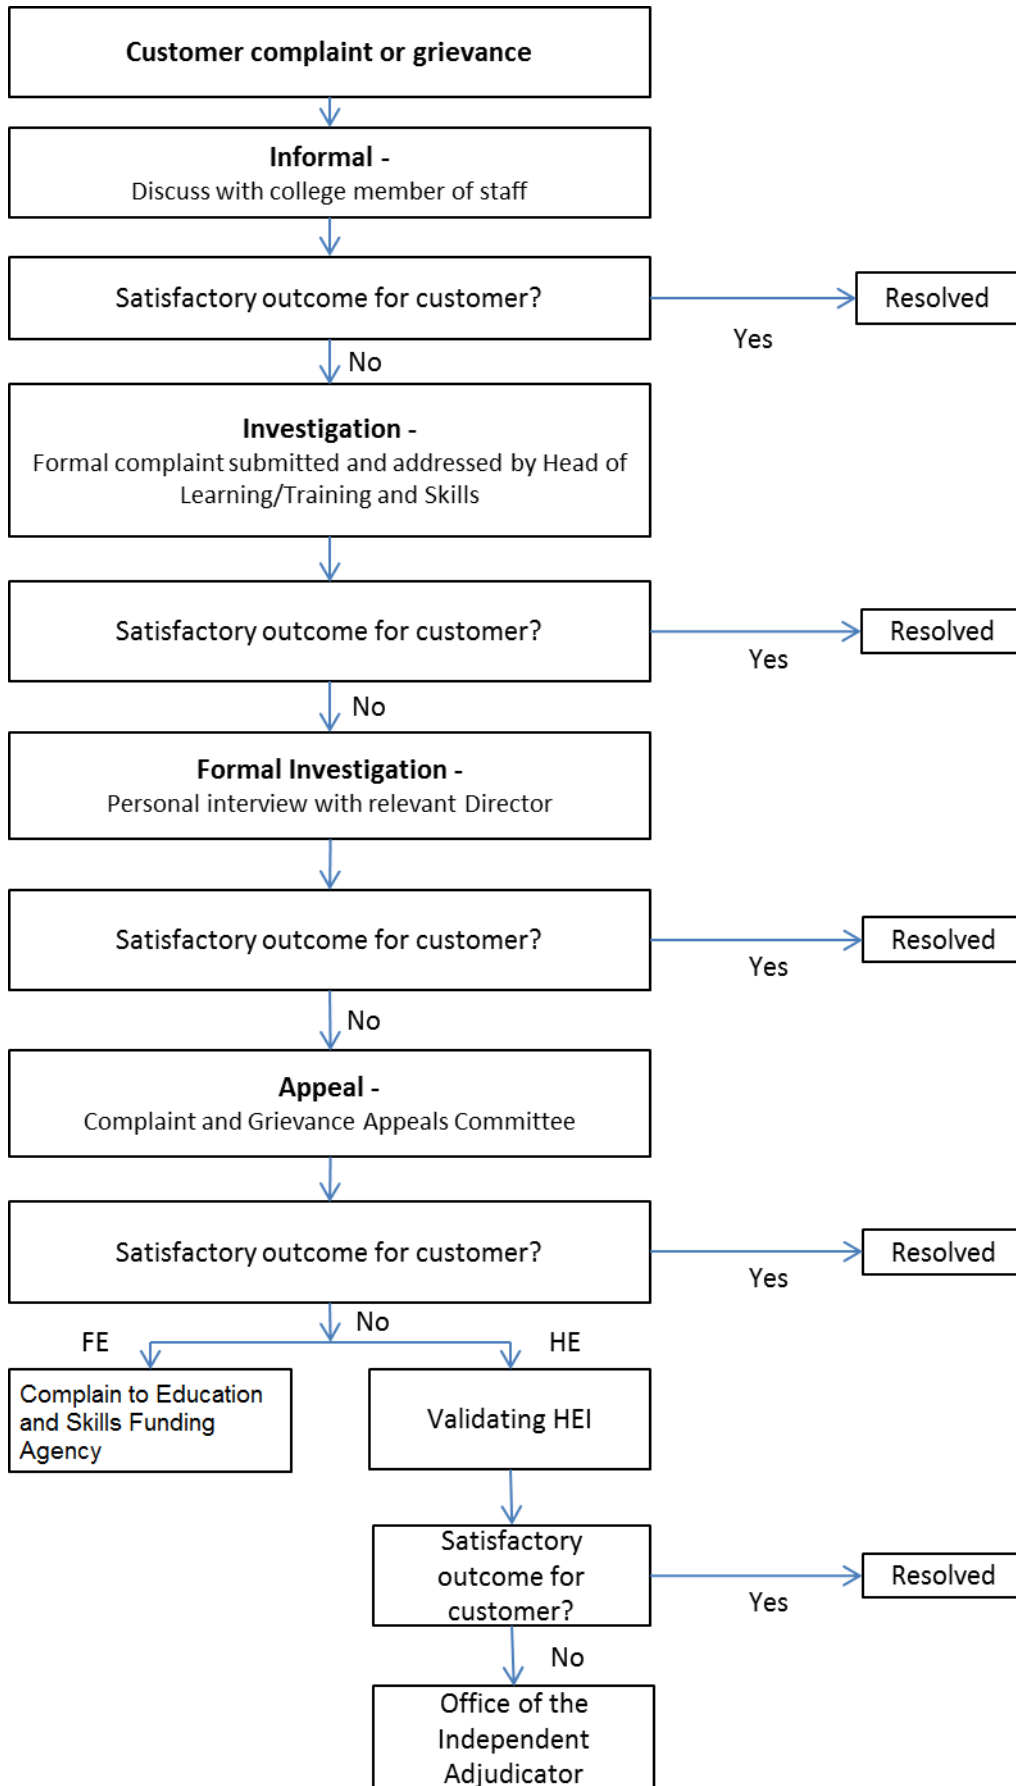 Customer complaint or grievance
Informal -
Discuss with college member of staff
Satisfactory outcome for customer?
Resolved
Yes
No
Investigation -
Formal complaint submitted and addressed by Head of
Learning/Training and Skills
Satisfactory outcome for customer?
Resolved
Yes
No
Formal Investigation -
Personal interview with relevant Director
Satisfactory outcome for customer?
Resolved
Yes
No
Appeal -
Complaint and Grievance Appeals Committee
Satisfactory outcome for customer?
Resolved
Yes
No
FE
HE
Complain to Education
and Skills Funding
Agency
Validating HEI
Satisfactory
outcome for
customer?
Resolved
Yes
No
Office of the
Independent
Adjudicator